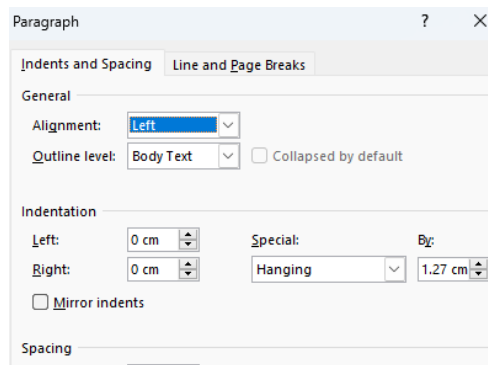 Paragraph ? ×
Indents and Spacing Line and Page Breaks
General
Alignment: Left
Outline level: Body Text Collapsed by default
Indentation
Left: 0 cm Special: By:
Right: 0 cm Hanging 1.27 cm
Mirror indents
Spacing